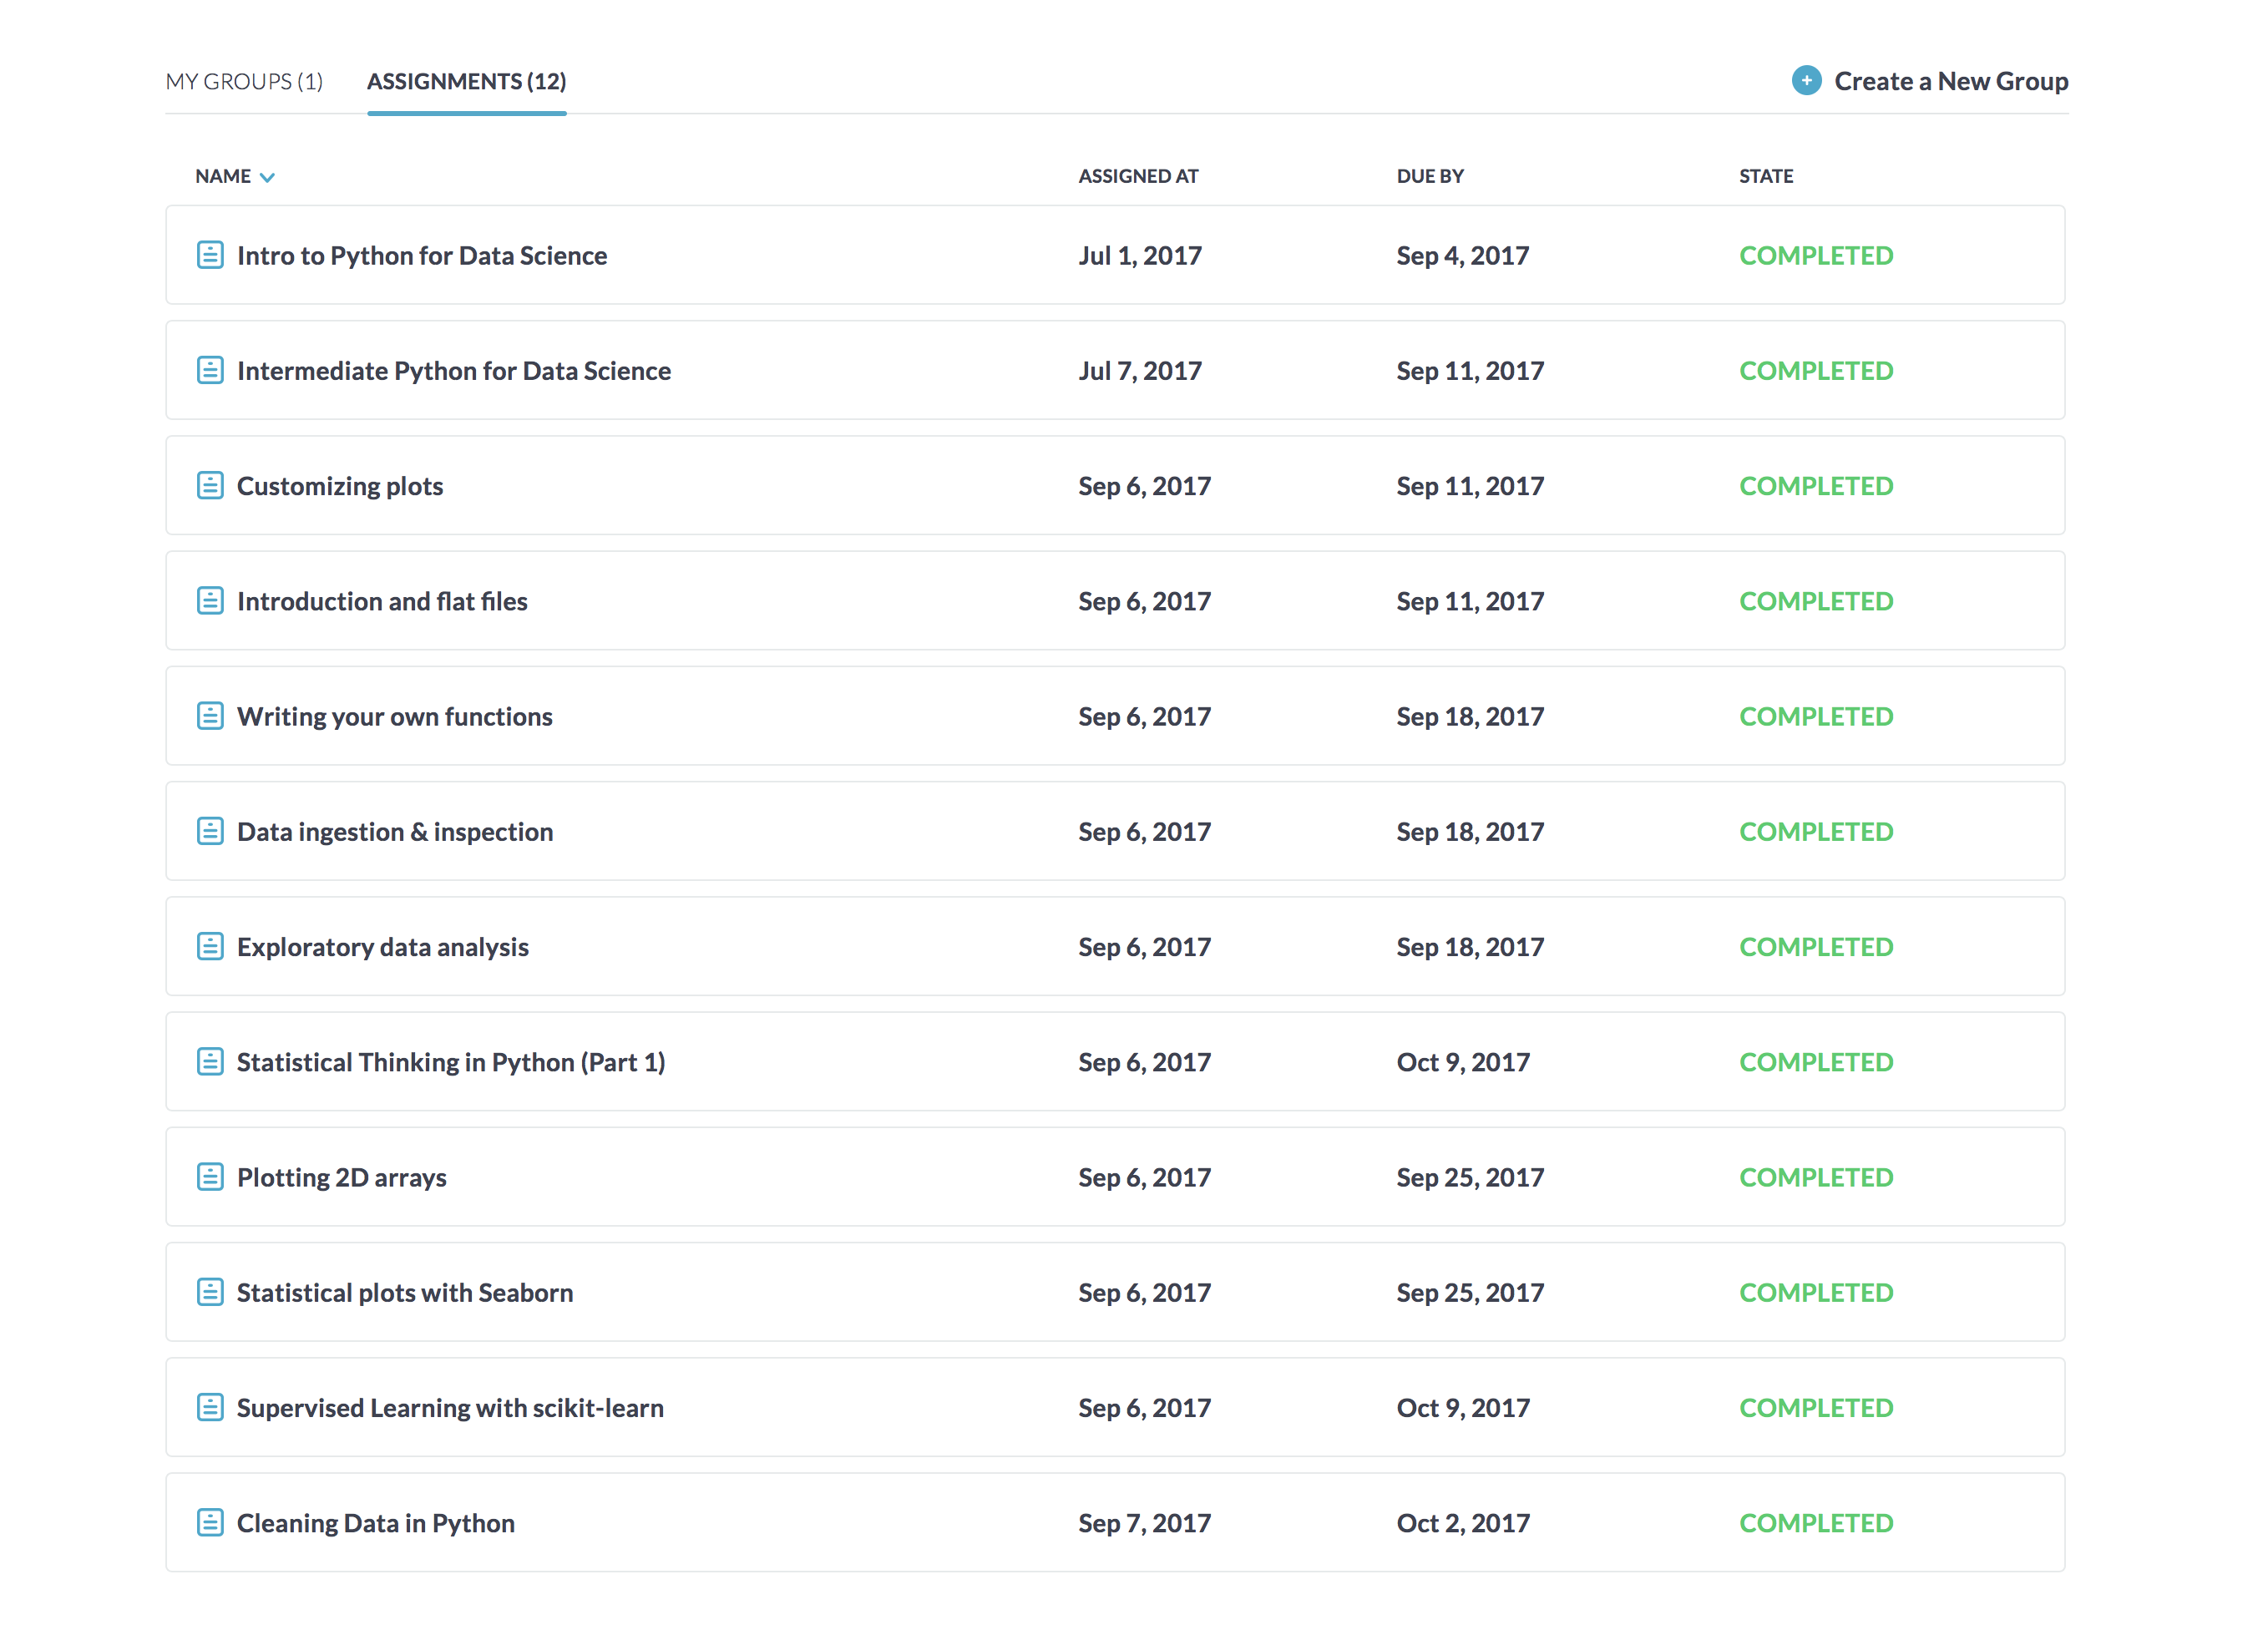 MY GROUPS (1) ASSIGNMENTS (12) Create a New Group
NAME ASSIGNED AT DUE BY STATE
Intro to Python for Data Science Jul 1, 2017 Sep 4, 2017 COMPLETED
Intermediate Python for Data Science Jul 7, 2017 Sep 11, 2017 COMPLETED
Customizing plots Sep 6, 2017 Sep 11, 2017 COMPLETED
Introduction and flat files Sep 6, 2017 Sep 11, 2017 COMPLETED
Writing your own functions Sep 6, 2017 Sep 18, 2017 COMPLETED
Data ingestion & inspection Sep 6, 2017 Sep 18, 2017 COMPLETED
Exploratory data analysis Sep 6, 2017 Sep 18, 2017 COMPLETED
Statistical Thinking in Python (Part 1) Sep 6, 2017 Oct 9, 2017 COMPLETED
Plotting 2D arrays Sep 6, 2017 Sep 25, 2017 COMPLETED
Statistical plots with Seaborn Sep 6, 2017 Sep 25, 2017 COMPLETED
Supervised Learning with scikit-learn Sep 6, 2017 Oct 9, 2017 COMPLETED
Cleaning Data in Python Sep 7, 2017 Oct 2, 2017 COMPLETED